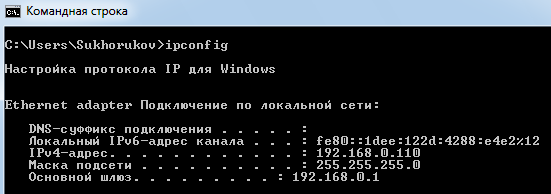 Командная строка
C:\Users\Sukhorukov>ipconfig
Настройка протокола IP для Windows
Ethernet adapter Подключение по локальной сети:
DNS-суффикс подключения . . . . . :
Локальный IPv6-адрес канала . . . : fe80::1dee:122d:4288:e4e2%12
IPv4-адрес. . . . . . . . . . . . : 192.168.0.110
Маска подсети . . . . . . . . . . : 255.255.255.0
Основной шлюз. . . . . . . . . : 192.168.0.1